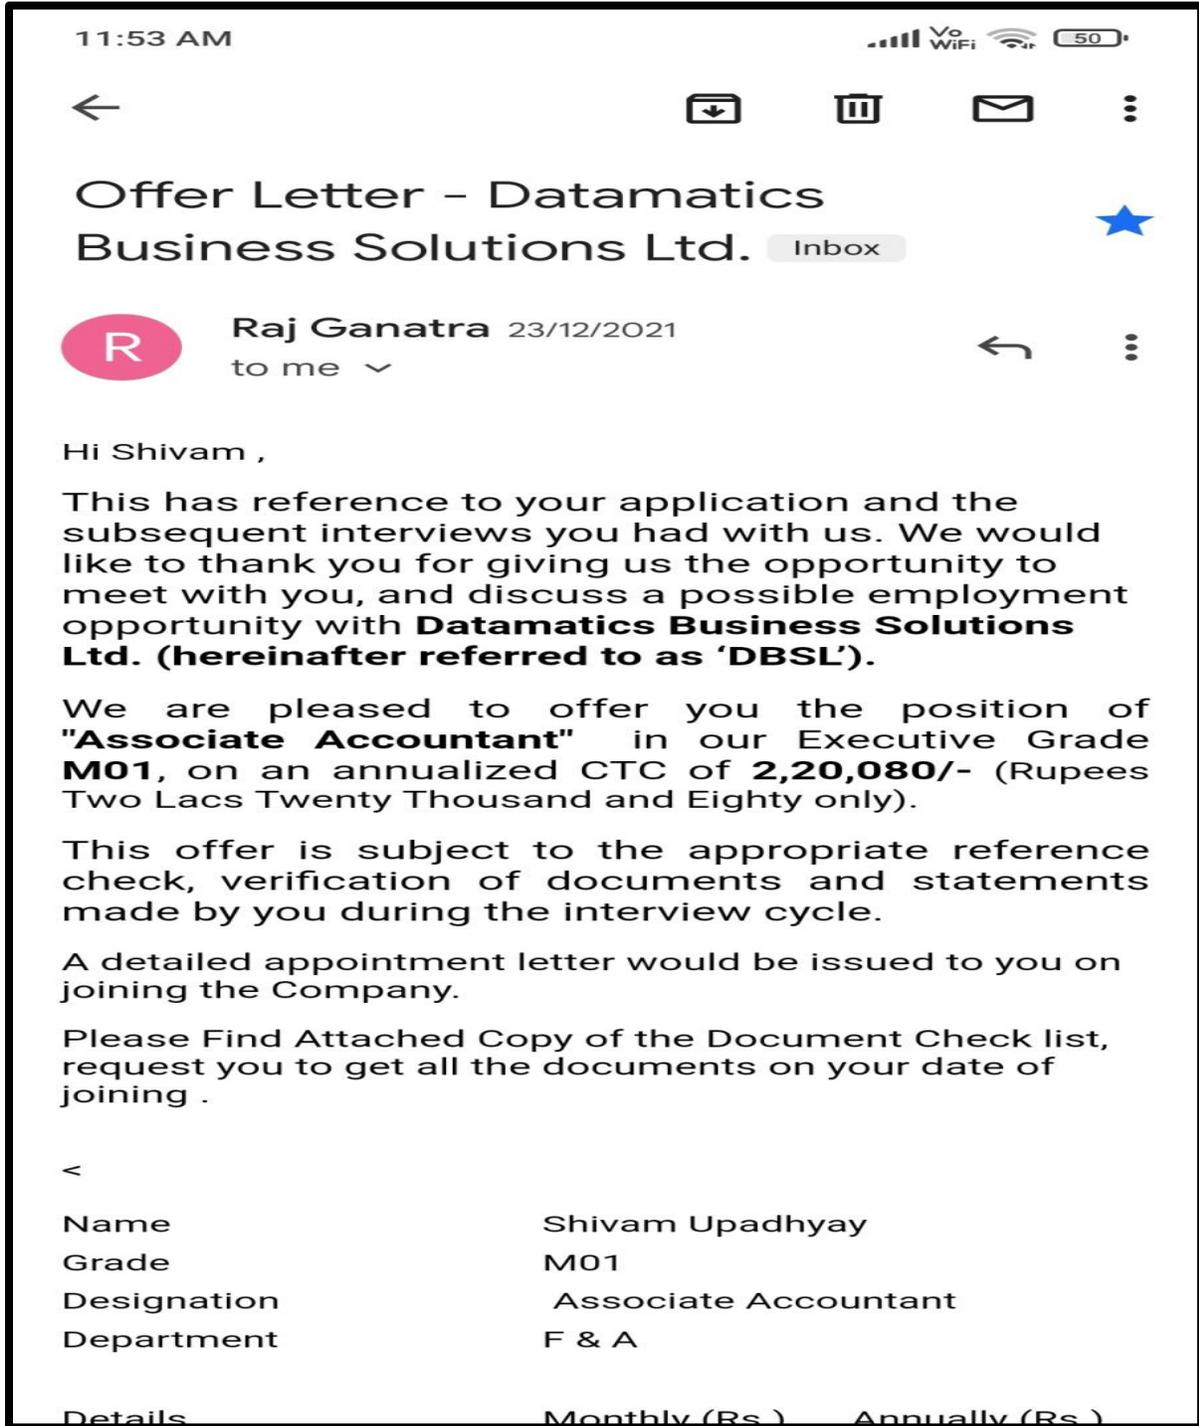 11:53 AM Vo WiFi 50
Offer Letter - Datamatics
Business Solutions Ltd. Inbox
R
Raj Ganatra 23/12/2021
to me
Hi Shivam ,
This has reference to your application and the
subsequent interviews you had with us. We would
like to thank you for giving us the opportunity to
meet with you, and discuss a possible employment
opportunity with Datamatics Business Solutions
Ltd. (hereinafter referred to as ‘DBSL’).
We are pleased to offer you the position of
"Associate Accountant" in our Executive Grade
M01, on an annualized CTC of 2,20,080/- (Rupees
Two Lacs Twenty Thousand and Eighty only).
This offer is subject to the appropriate reference
check, verification of documents and statements
made by you during the interview cycle.
A detailed appointment letter would be issued to you on
joining the Company.
Please Find Attached Copy of the Document Check list,
request you to get all the documents on your date of
joining .
<
Name Shivam Upadhyay
Grade M01
Designation Associate Accountant
Department F & A
Details Monthly (Rs.) Annually (Rs.)